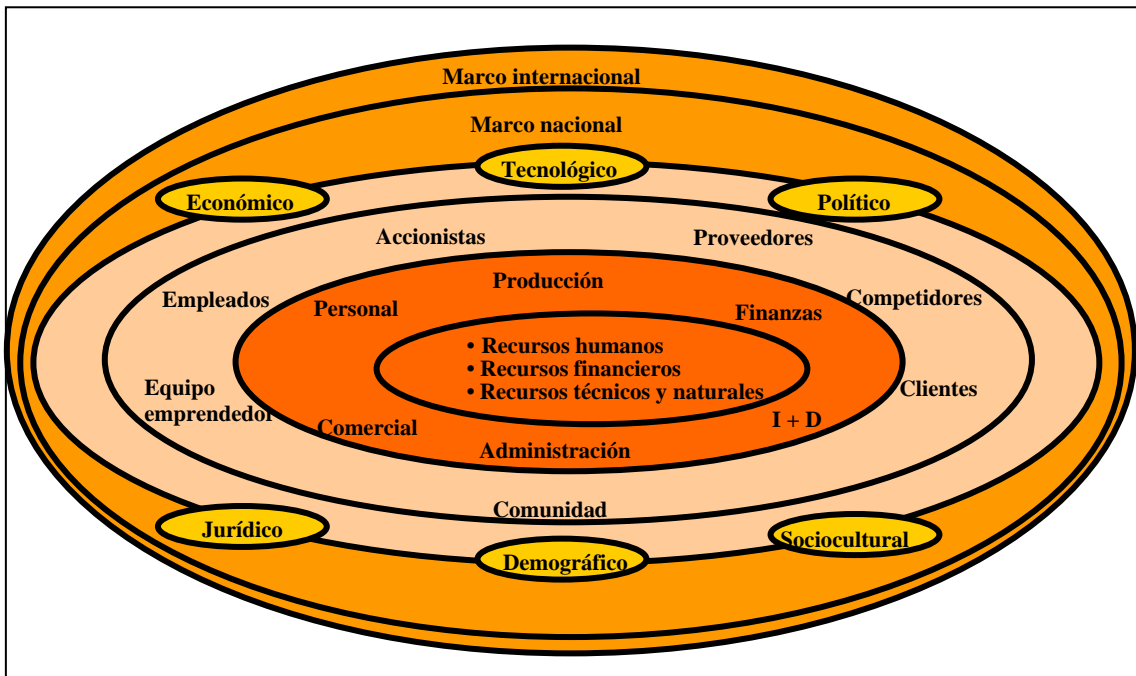 Marco internacional
Marco nacional
Tecnológico
Económico
Político
Accionistas
Proveedores
Producción
Empleados
Personal
Finanzas
Competidores
• Recursos humanos
• Recursos financieros
• Recursos técnicos y naturales
Equipo
emprendedor
Clientes
Comercial
I + D
Administración
Comunidad
Jurídico
Sociocultural
Demográfico